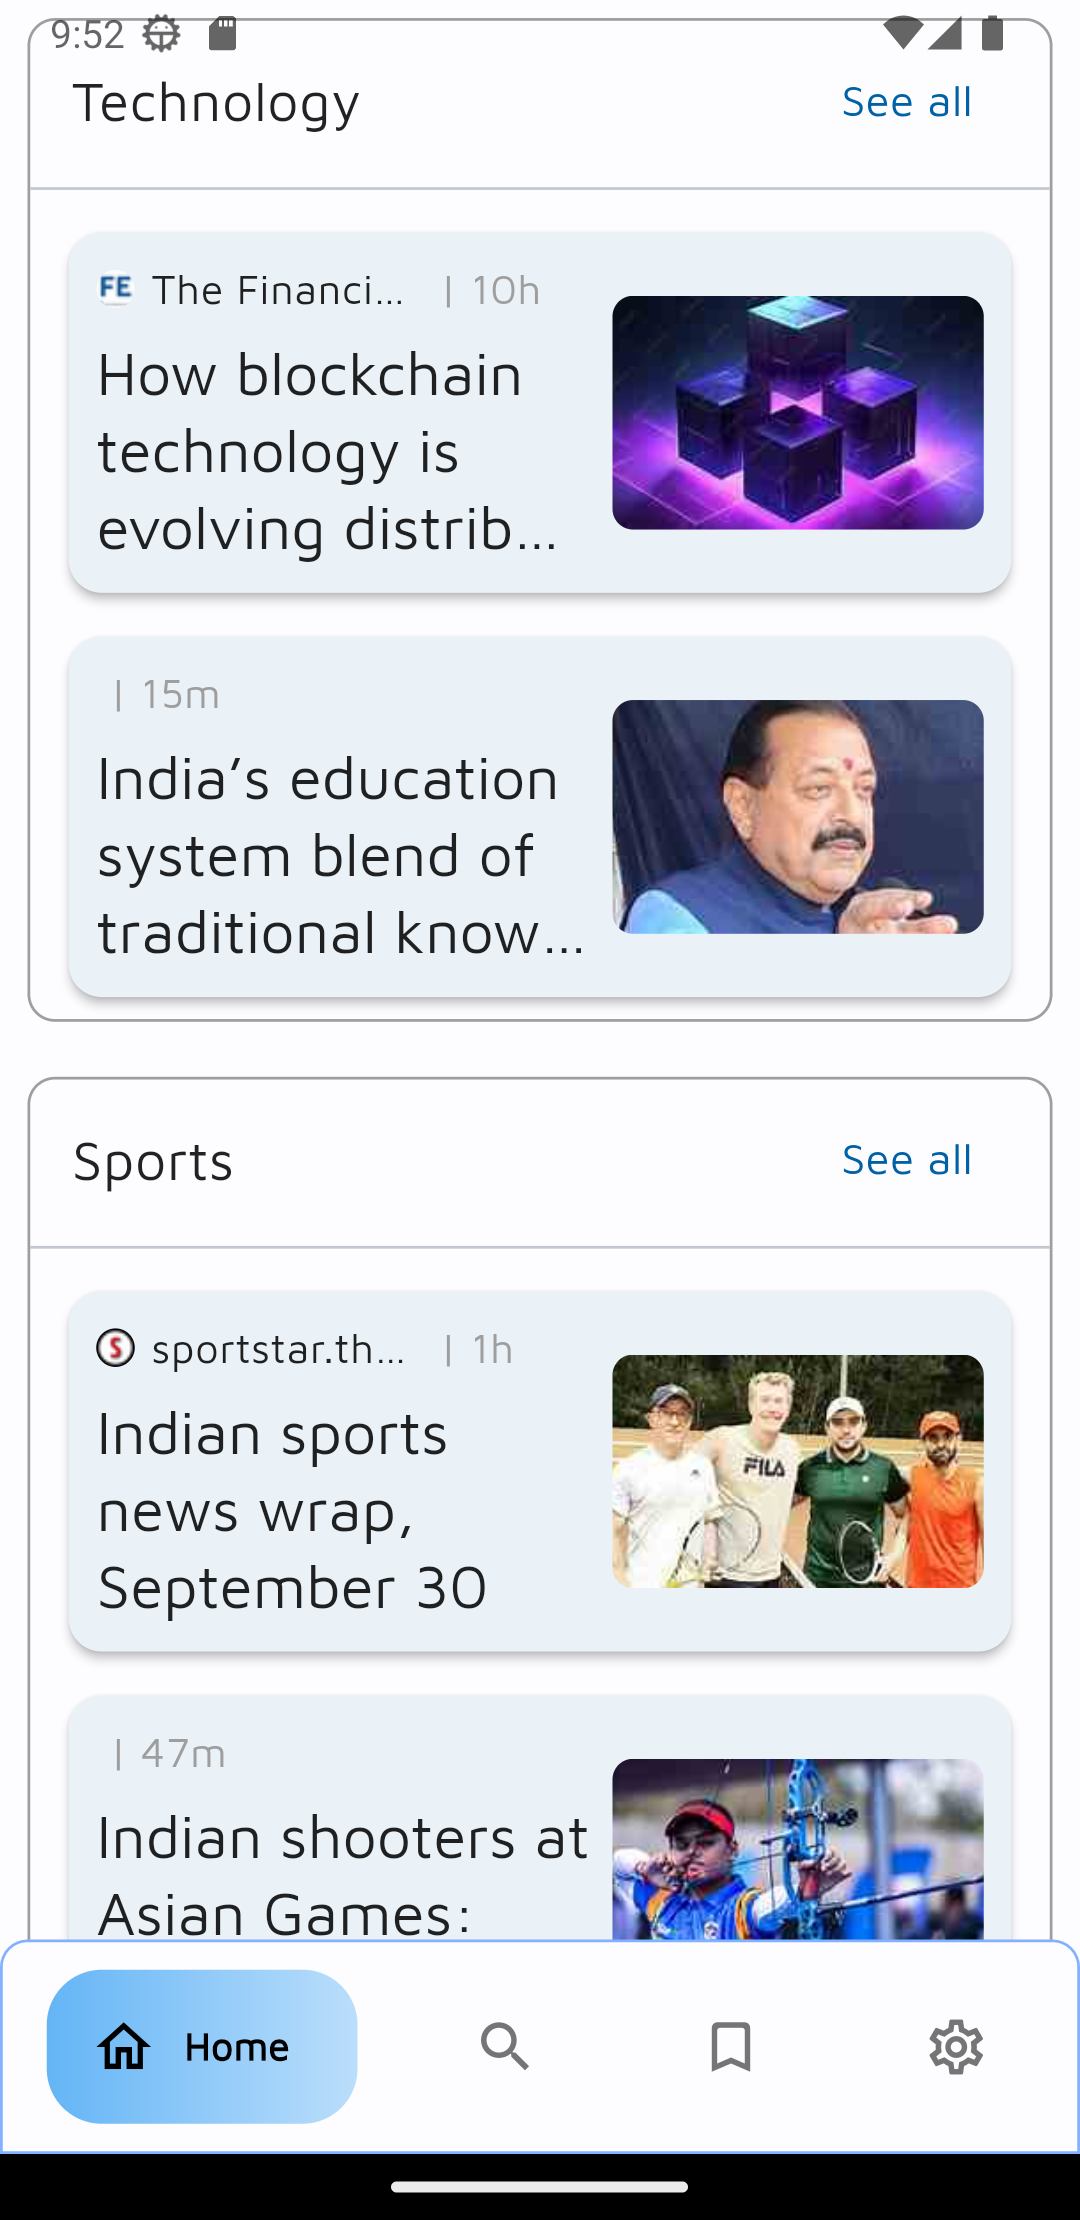 9:52
Technology See all
FE The Financi... | 10h
How blockchain
technology is
evolving distrib...
| 15m
India’s education
system blend of
traditional know...
Sports See all
S sportstar.th... | 1h
Indian sports
news wrap,
September 30
FILA
| 47m
Indian shooters at
Asian Games:
Home